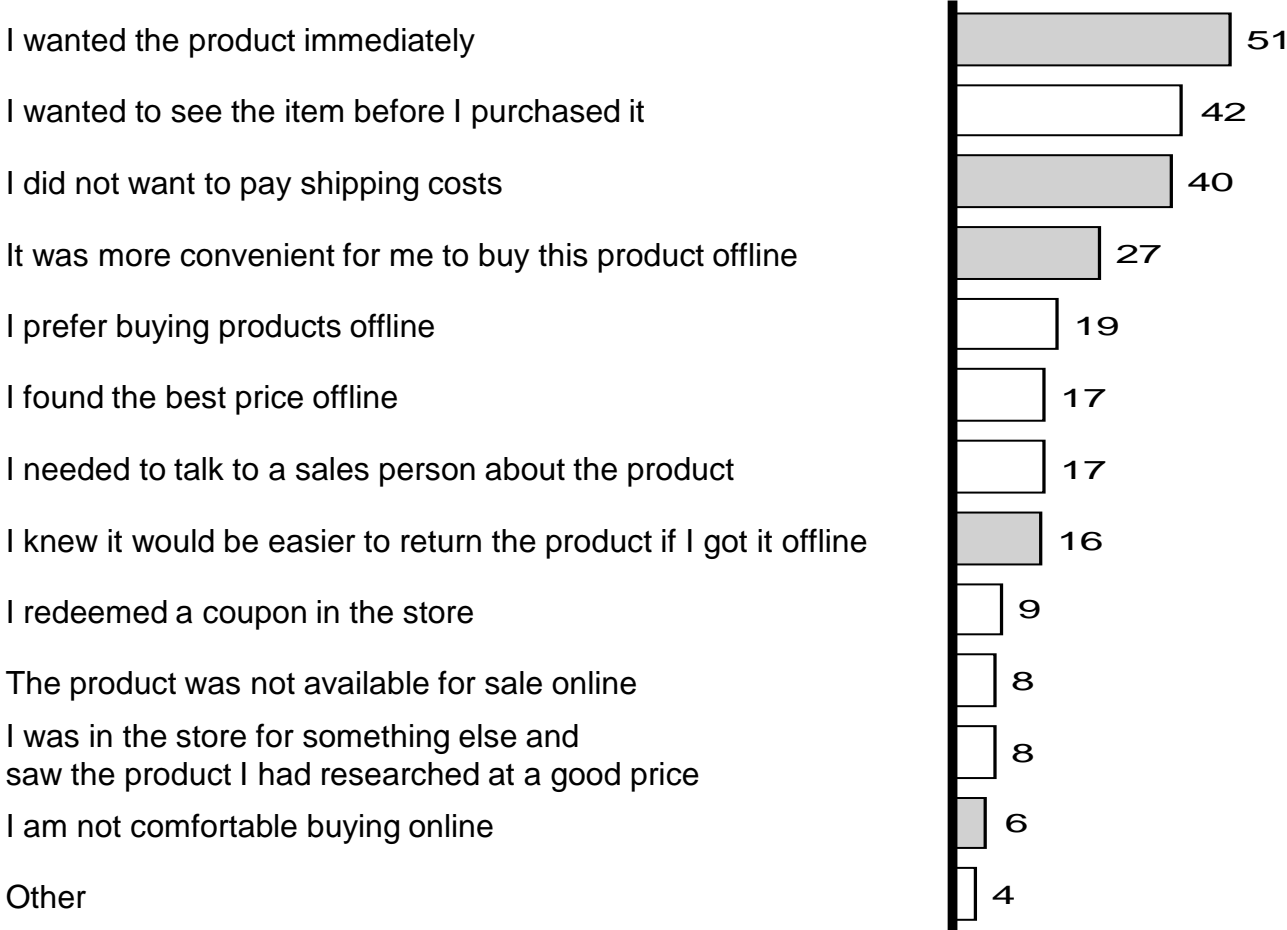 I wanted the product immediately 51
I wanted to see the item before I purchased it 42
I did not want to pay shipping costs 40
It was more convenient for me to buy this product offline 27
I prefer buying products offline 19
I found the best price offline 17
I needed to talk to a sales person about the product 17
I knew it would be easier to return the product if I got it offline 16
I redeemed a coupon in the store 9
The product was not available for sale online 8
I was in the store for something else and
saw the product I had researched at a good price 8
I am not comfortable buying online 6
Other 4